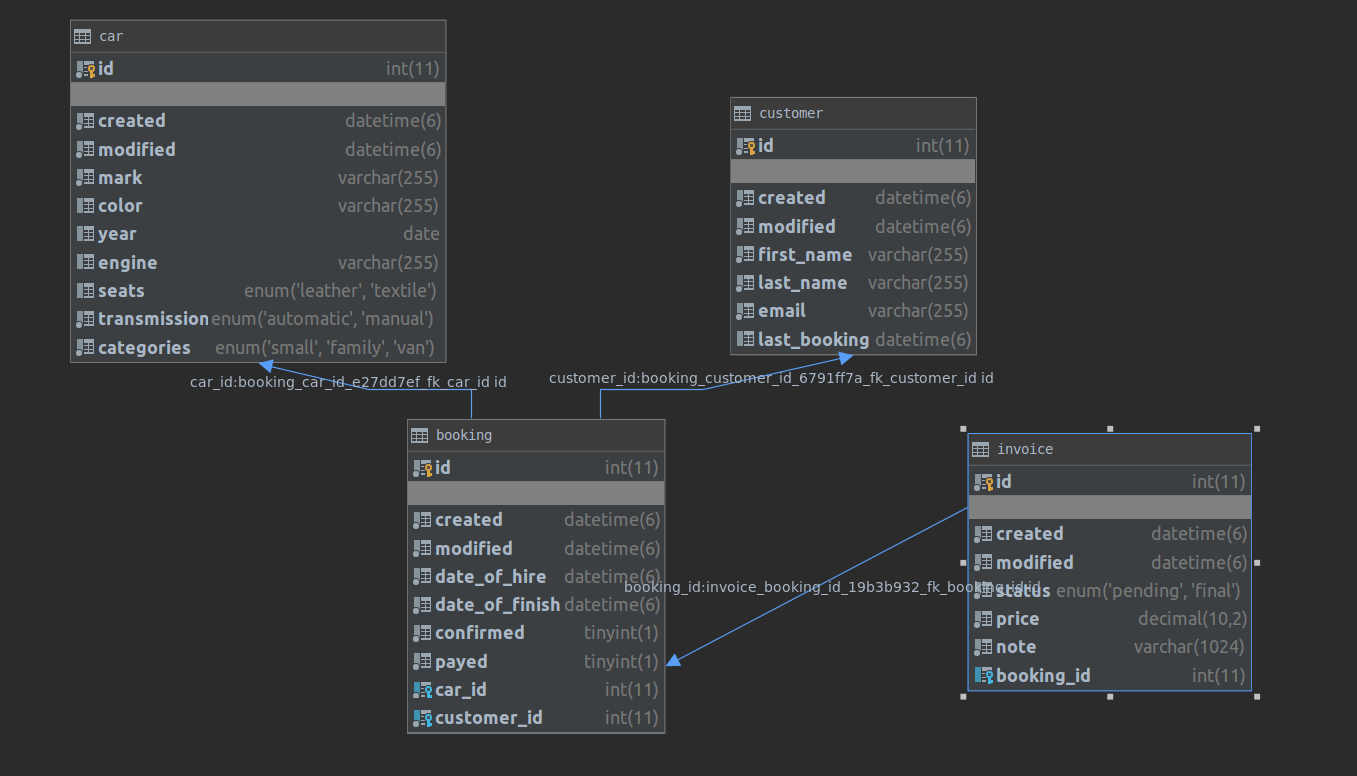 car
id int(11)
created datetime(6)
modified datetime(6)
mark varchar(255)
color varchar(255)
year date
engine varchar(255)
seats enum('leather', 'textile')
transmission enum('automatic', 'manual')
categories enum('small', 'family', 'van')
customer
id int(11)
created datetime(6)
modified datetime(6)
first_name varchar(255)
last_name varchar(255)
email varchar(255)
last_booking datetime(6)
car_id:booking_car_id_e27dd7ef_fk_car_id id
customer_id:booking_customer_id_6791ff7a_fk_customer_id id
booking
id int(11)
created datetime(6)
modified datetime(6)
date_of_hire datetime(6)
date_of_finish datetime(6)
confirmed tinyint(1)
payed tinyint(1)
car_id int(11)
customer_id int(11)
booking_id:invoice_booking_id_19b3b932_fk_booking_id id
invoice
id int(11)
created datetime(6)
modified datetime(6)
status enum('pending', 'final')
price decimal(10,2)
note varchar(1024)
booking_id int(11)